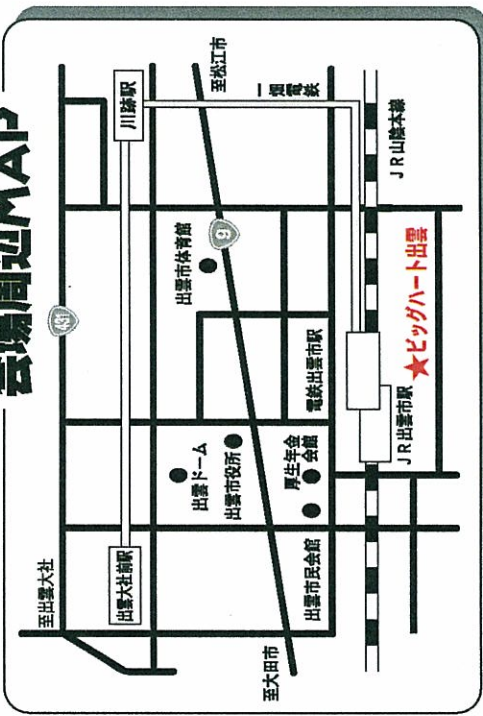 会場周辺MAP
至出雲大社
431
出雲大社前駅
川跡駅
至松江市
一畑電鉄
出雲市体育館
9
出雲ドーム
出雲市役所
電鉄出雲市駅
厚生年金
会館
出雲市民会館
至大田市
JR山陰本線
JR出雲市駅
★ビッグハート出雲